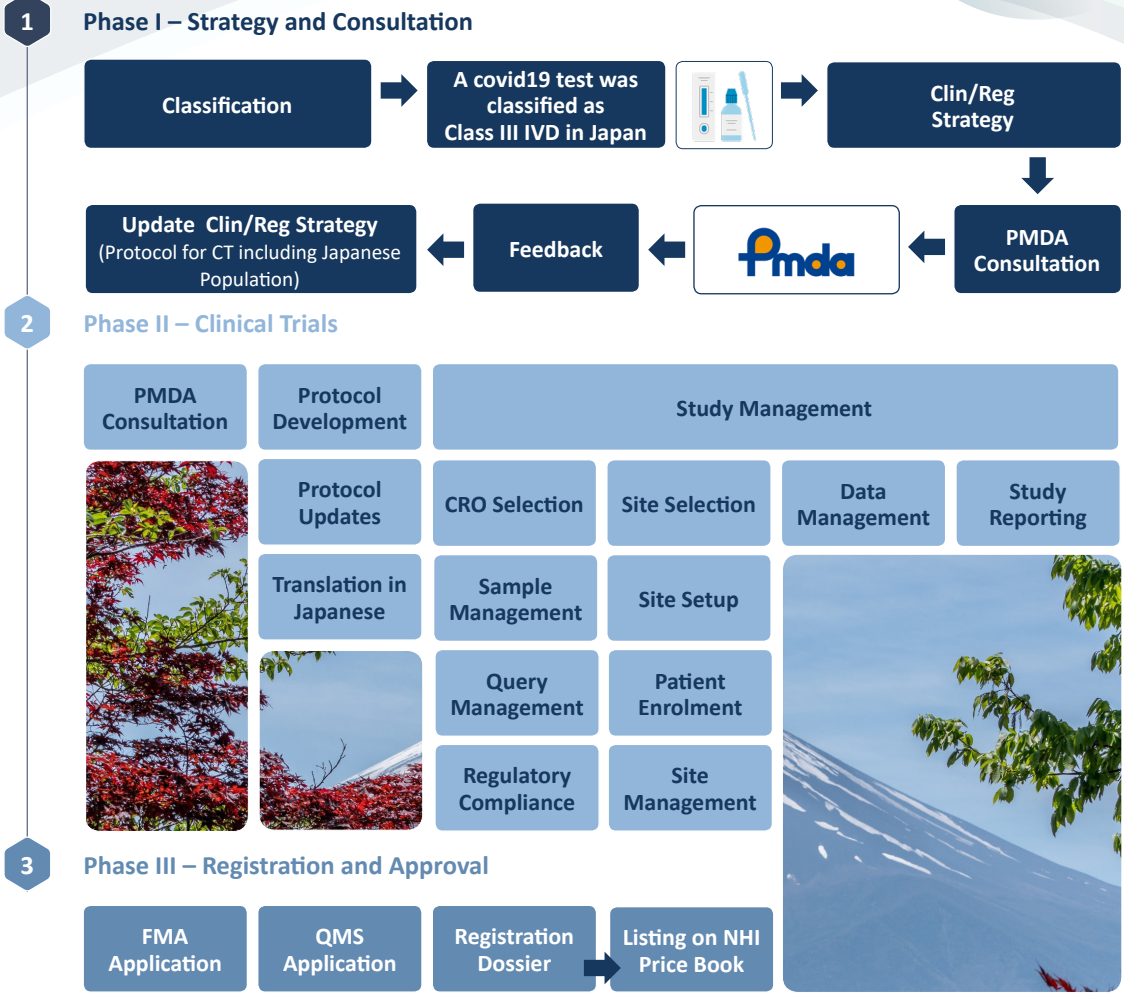 1
Phase I – Strategy and Consultation
Classification
A covid19 test was
classified as
Class III IVD in Japan
Clin/Reg
Strategy
Update Clin/Reg Strategy
(Protocol for CT including Japanese
Population)
Feedback
Pmda
PMDA
Consultation
2
Phase II – Clinical Trials
PMDA
Consultation
Protocol
Development
Study Management
Protocol
Updates
CRO Selection
Site Selection
Data
Management
Study
Reporting
Translation in
Japanese
Sample
Management
Site Setup
Query
Management
Patient
Enrolment
Regulatory
Compliance
Site
Management
3
Phase III – Registration and Approval
FMA
Application
QMS
Application
Registration
Dossier
Listing on NHI
Price Book